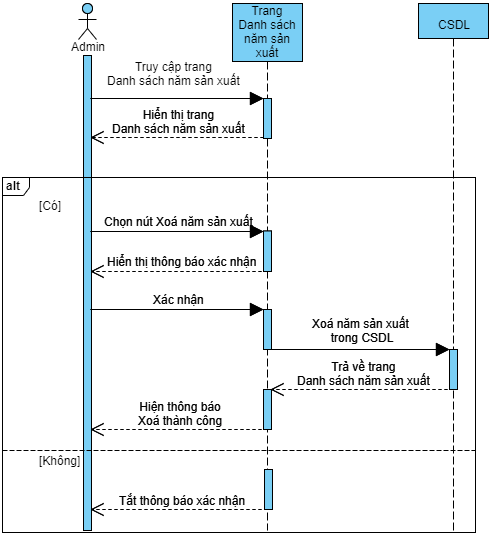 Trang
Danh sách
năm sản
xuất
CSDL
Admin
Truy cập trang
Danh sách năm sản xuất
Hiển thị trang
Danh sách năm sản xuất
alt
[Có]
Chọn nút Xoá năm sản xuất
Hiển thị thông báo xác nhận
Xác nhận
Xoá năm sản xuất
trong CSDL
Trả về trang
Danh sách năm sản xuất
Hiện thông báo
Xoá thành công
[Không]
Tắt thông báo xác nhận